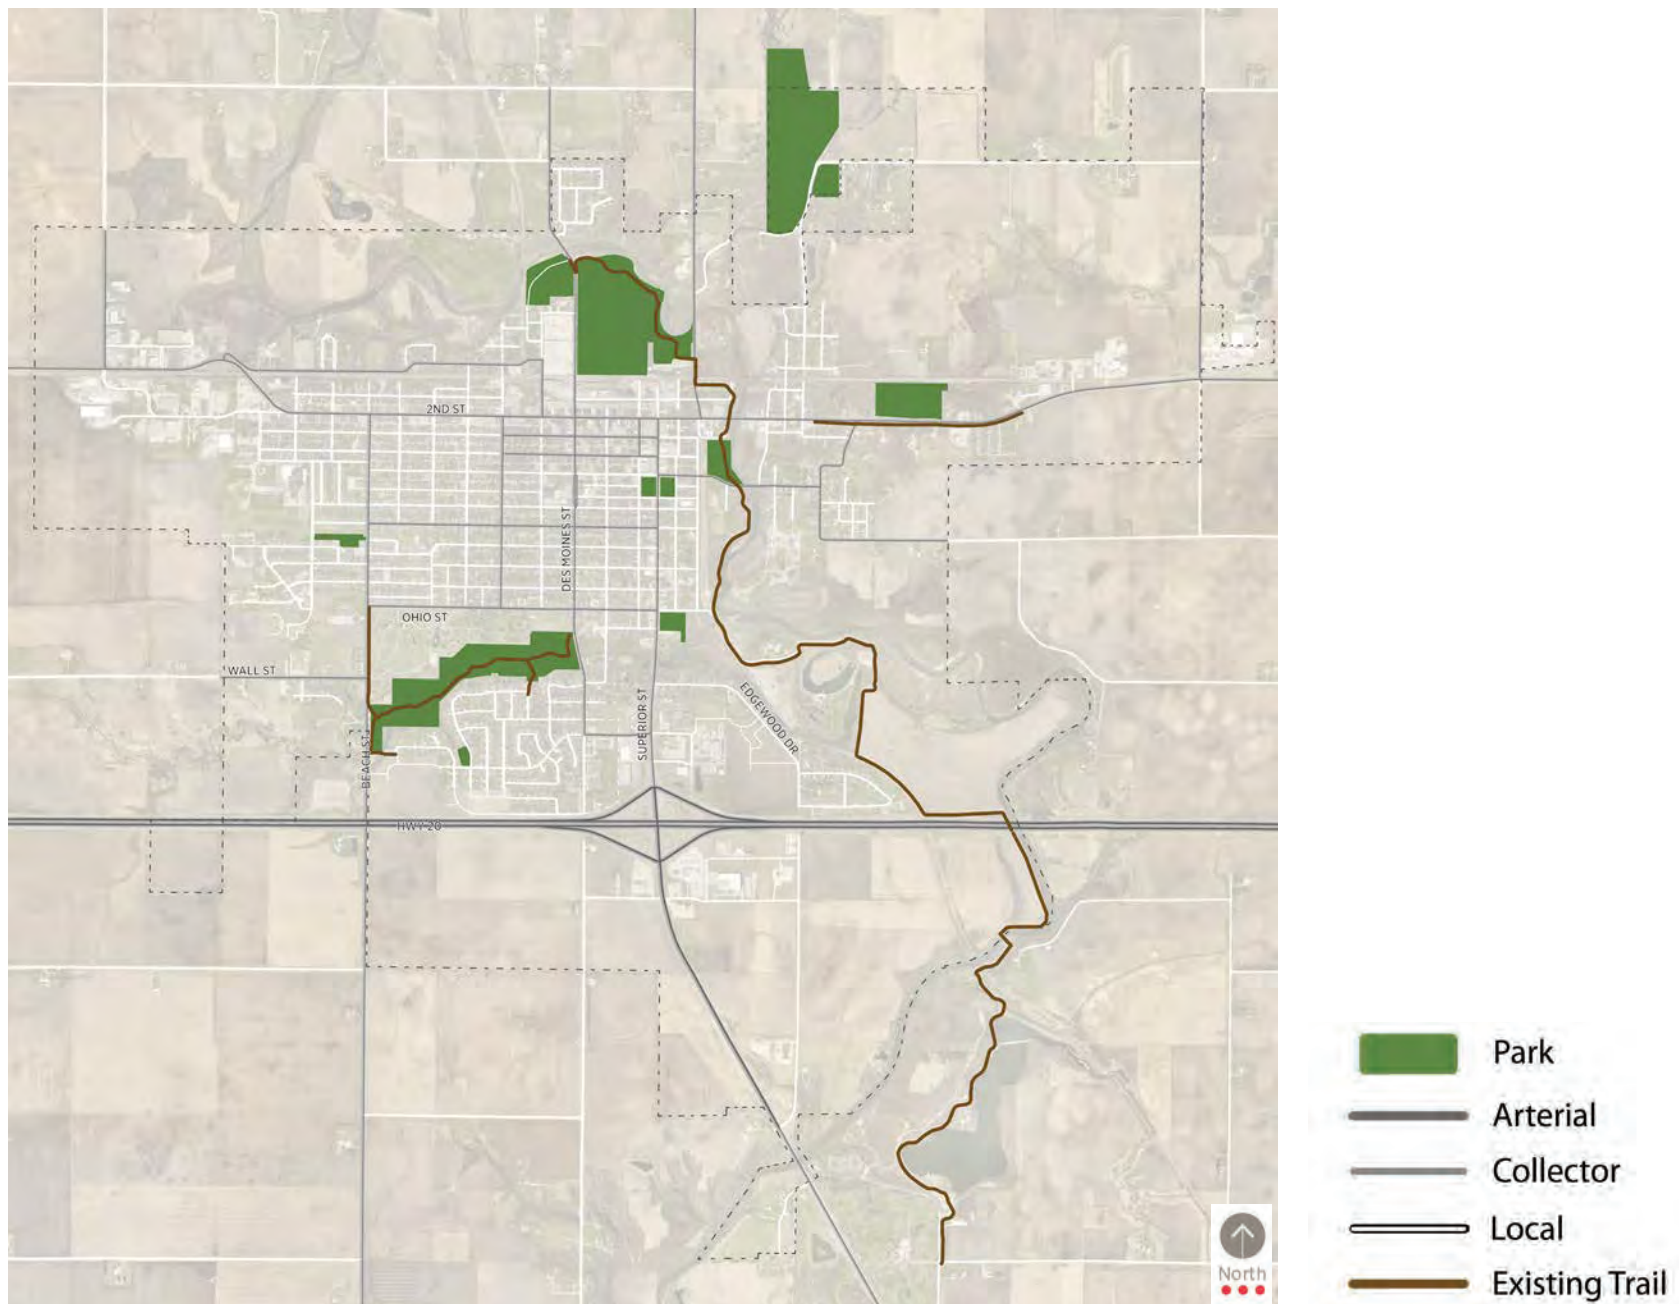 2ND ST
DES MOINES ST
OHIO ST
WALL ST
EDGEWOOD DR
SUPERIOR ST
BEACH ST
HWY 20
North
Park
Arterial
Collector
Local
Existing Trail